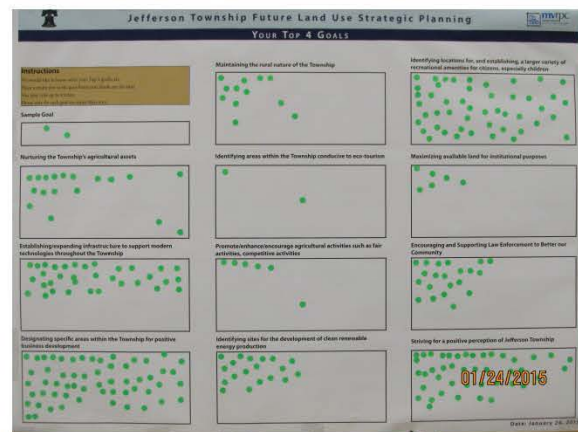 Jefferson Township Future Land Use Strategic Planning
mvrpc
YOUR TOP 4 GOALS
Instructions
Sample Goal
Maintaining the rural nature of the Township
Identifying locations for, and establishing, a larger variety of
recreational amenities for citizens, especially children
Nurturing the Township's agricultural assets
Identifying areas within the Township conducive to eco-tourism
Maximizing available land for institutional purposes
Establishing/expanding infrastructure to support modern
technologies throughout the Township
Promote/enhance/encourage agricultural activities such as fair
activities, competitive activities
Encouraging and Supporting Law Enforcement to Better our
Community
Designating specific areas within the Township for positive
business development
Identifying sites for the development of clean renewable
energy production
Striving for a positive perception of Jefferson Township
01/24/2015
Date: January